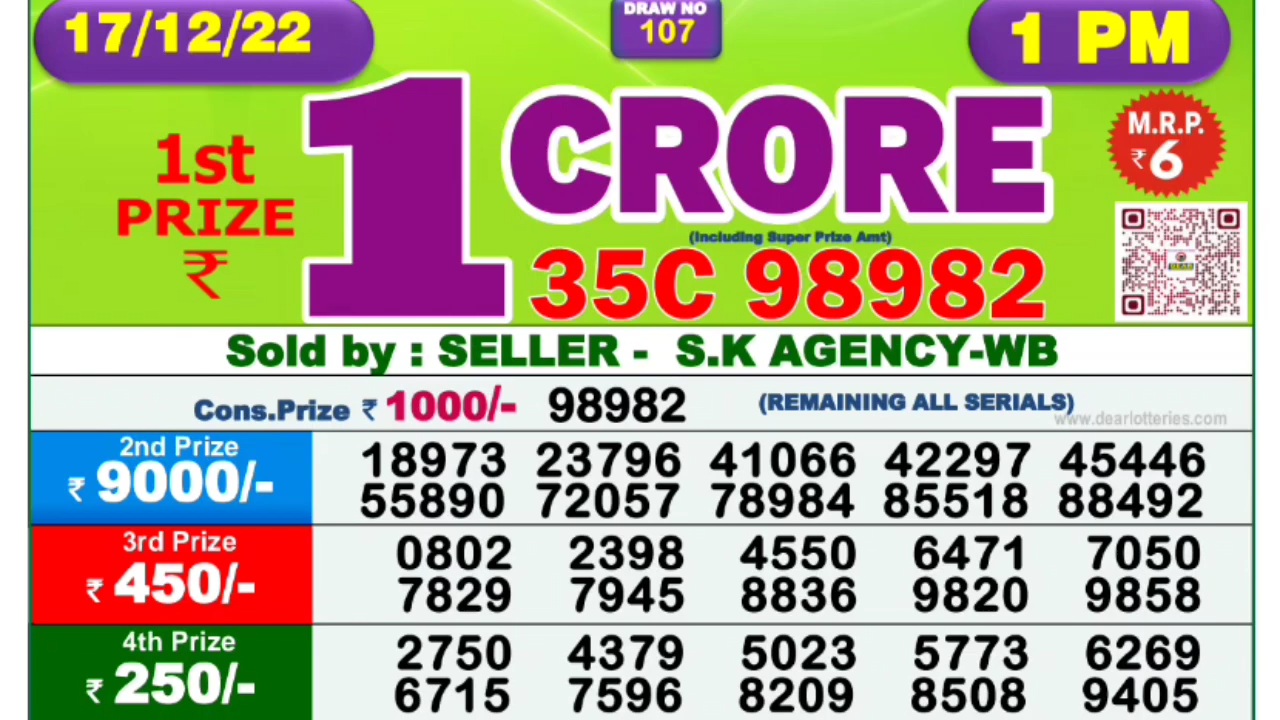 17/12/22
DRAW NO
107
1 PM
1st
PRIZE
₹
1 CRORE
M.R.P.
₹ 6
(Including Super Prize Amt)
35C 98982
DEAR
Sold by : SELLER - S.K AGENCY-WB
Cons.Prize ₹ 1000/- 98982 (REMAINING ALL SERIALS)
www.dearlotteries.com
2nd Prize
₹ 9000/-
18973 23796 41066 42297 45446
55890 72057 78984 85518 88492
3rd Prize
₹ 450/-
0802 2398 4550 6471 7050
7829 7945 8836 9820 9858
4th Prize
₹ 250/-
2750 4379 5023 5773 6269
6715 7596 8209 8508 9405